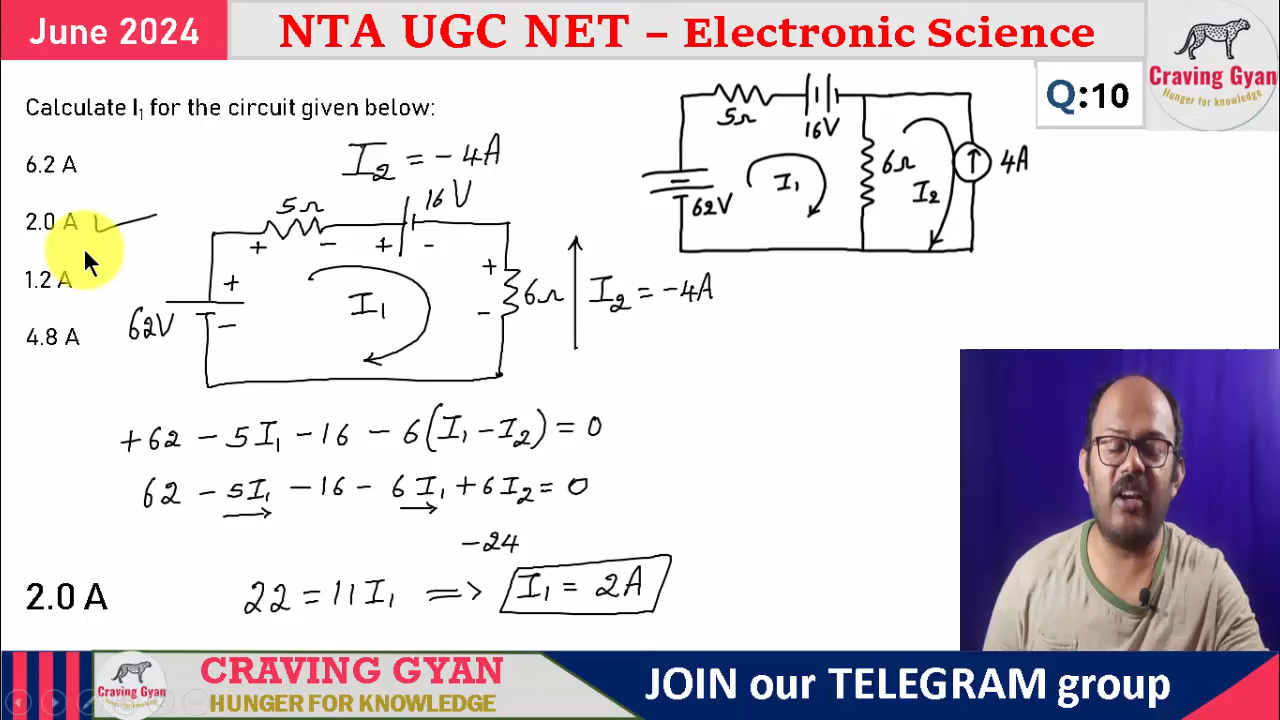 June 2024
NTA UGC NET – Electronic Science
Craving Gyan
Hunger for knowledge
Q:10
Calculate I₁ for the circuit given below:
6.2 A
2.0 A
1.2 A
4.8 A
I₂ = -4A
5Ω
16V
62V
I₁
6Ω
I₂
4A
5Ω
16V
+ -
+ -
+
-
62V
I₁
+
-
6Ω
I₂ = -4A
+62 - 5I₁ - 16 - 6(I₁ - I₂) = 0
62 - 5I₁ - 16 - 6I₁ + 6I₂ = 0
-24
22 = 11I₁ => I₁ = 2A
2.0 A
Craving Gyan
CRAVING GYAN
HUNGER FOR KNOWLEDGE
JOIN our TELEGRAM group